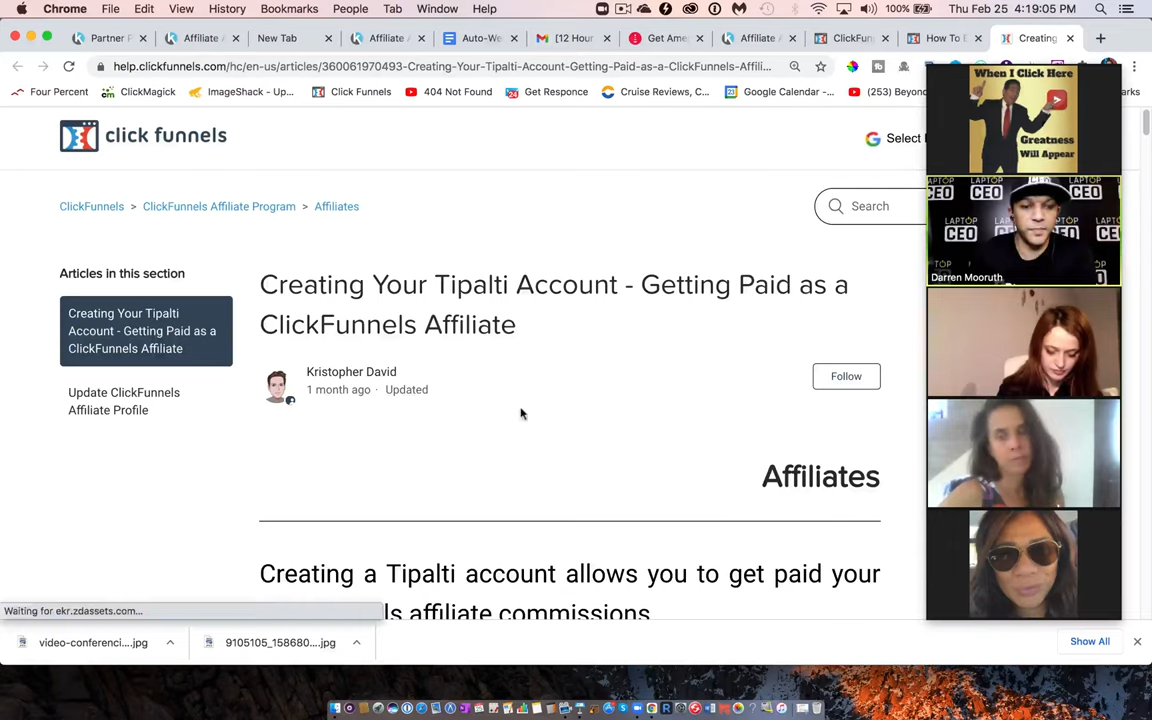 Chrome File Edit View History Bookmarks People Tab Window Help 100% Thu Feb 25 4:19:05 PM
Partner P Affiliate A New Tab Affiliate Auto-We [12 Hour Get Ame Affiliate ClickFun How To E Creating
help.clickfunnels.com/hc/en-us/articles/360061970493-Creating-Your-Tipalti-Account-Getting-Paid-as-a-ClickFunnels-Affili...
Four Percent ClickMagick ImageShack - Up... Click Funnels 404 Not Found Get Response Cruise Reviews, C... Google Calendar -... (253) Beyon
click funnels
Select
ClickFunnels > ClickFunnels Affiliate Program > Affiliates
Search
Articles in this section
Creating Your Tipalti
Account - Getting Paid as a
ClickFunnels Affiliate
Update ClickFunnels
Affiliate Profile
Creating Your Tipalti Account - Getting Paid as a
ClickFunnels Affiliate
Kristopher David
1 month ago · Updated
Follow
Affiliates
Creating a Tipalti account allows you to get paid your
ls affiliate commissions.
When I Click Here
Greatness
Will Appear
LAPTOP
CEO
Darren Mooruth
Waiting for ekr.zdassets.com...
video-conferenci....jpg 9105105_158680....jpg Show All